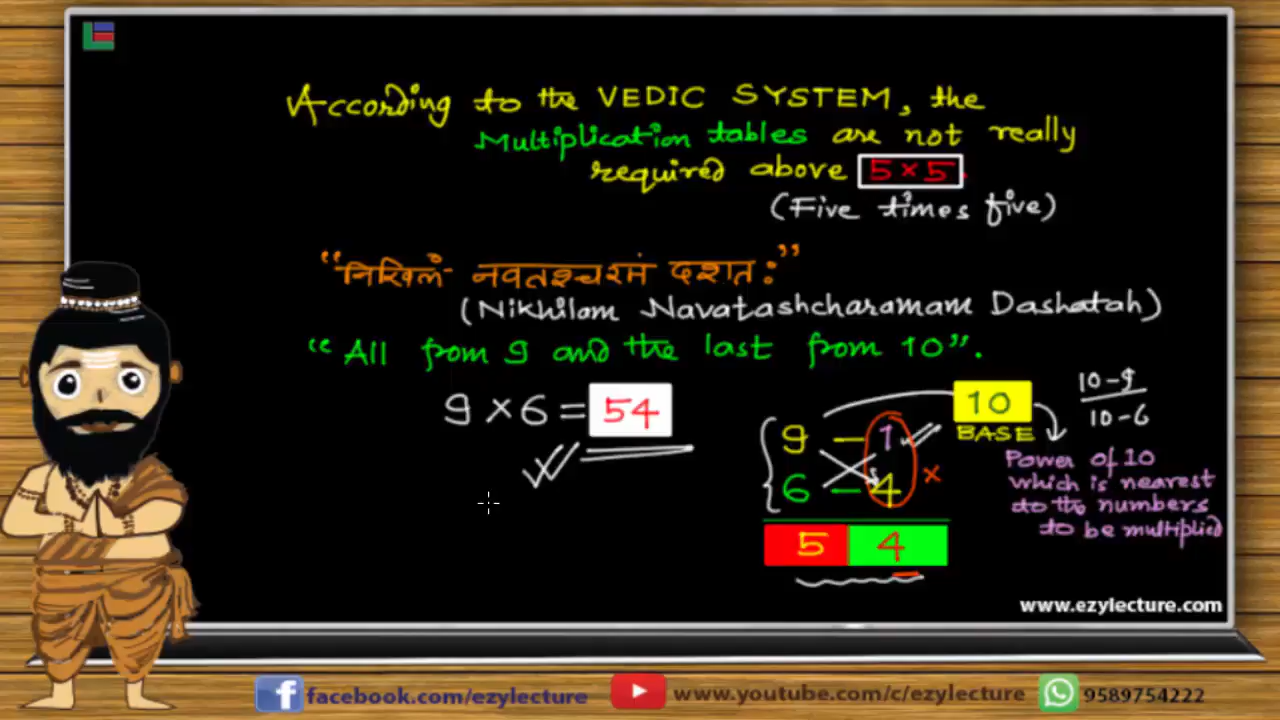 According to the VEDIC SYSTEM, the
Multiplication tables are not really
required above 5 × 5.
(Five times five)
"निखिलं नवतश्चरमं दशतः"
(Nikhilam Navatashcharamam Dashatah)
"All from 9 and the last from 10".
9 × 6 = 54
10
BASE
10-9
10-6
9 - 1
6 - 4
×
5 4
Power of 10
which is nearest
to the numbers
to be multiplied
www.ezylecture.com
facebook.com/ezylecture
www.youtube.com/c/ezylecture
9589754222